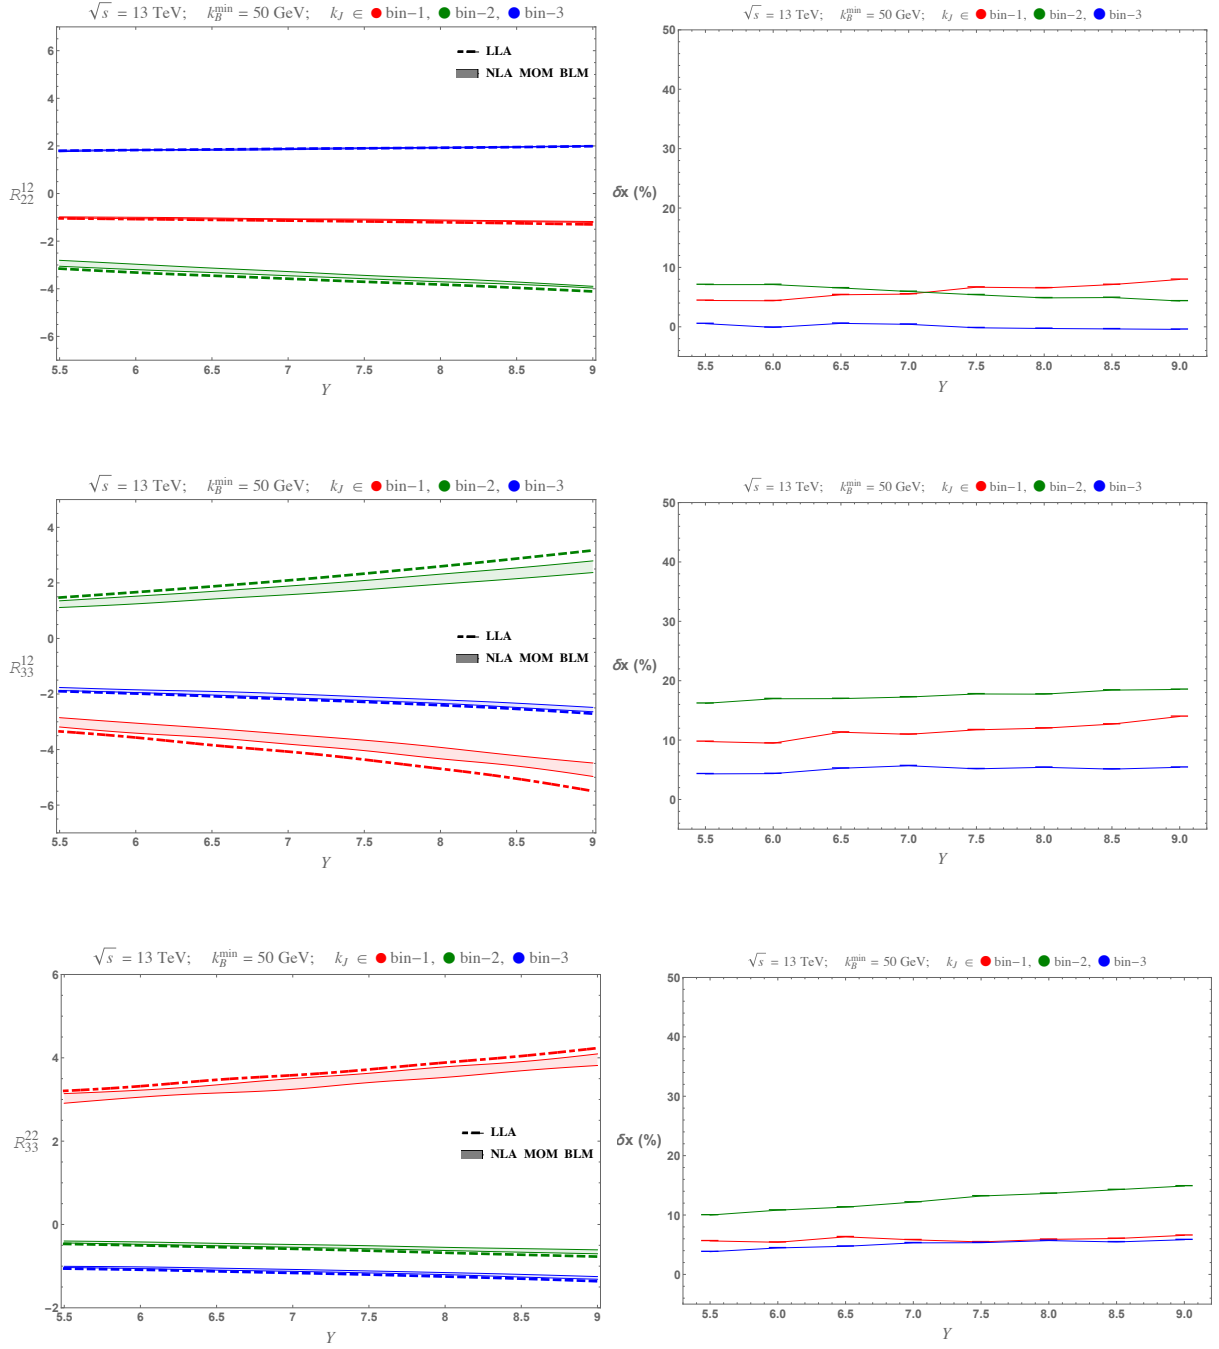 √s = 13 TeV; k_B^min = 50 GeV; k_J ∈ ● bin−1, ● bin−2, ● bin−3
6
4
2
0
−2
−4
−6
R_22^12
LLA
NLA MOM BLM
5.5 6 6.5 7 7.5 8 8.5 9
Y
√s = 13 TeV; k_B^min = 50 GeV; k_J ∈ ● bin−1, ● bin−2, ● bin−3
50
40
30
20
10
0
δx (%)
5.5 6.0 6.5 7.0 7.5 8.0 8.5 9.0
Y
√s = 13 TeV; k_B^min = 50 GeV; k_J ∈ ● bin−1, ● bin−2, ● bin−3
4
2
0
−2
−4
−6
R_33^12
LLA
NLA MOM BLM
5.5 6 6.5 7 7.5 8 8.5 9
Y
√s = 13 TeV; k_B^min = 50 GeV; k_J ∈ ● bin−1, ● bin−2, ● bin−3
50
40
30
20
10
0
δx (%)
5.5 6.0 6.5 7.0 7.5 8.0 8.5 9.0
Y
√s = 13 TeV; k_B^min = 50 GeV; k_J ∈ ● bin−1, ● bin−2, ● bin−3
6
4
2
0
−2
R_33^22
LLA
NLA MOM BLM
5.5 6 6.5 7 7.5 8 8.5 9
Y
√s = 13 TeV; k_B^min = 50 GeV; k_J ∈ ● bin−1, ● bin−2, ● bin−3
50
40
30
20
10
0
δx (%)
5.5 6.0 6.5 7.0 7.5 8.0 8.5 9.0
Y